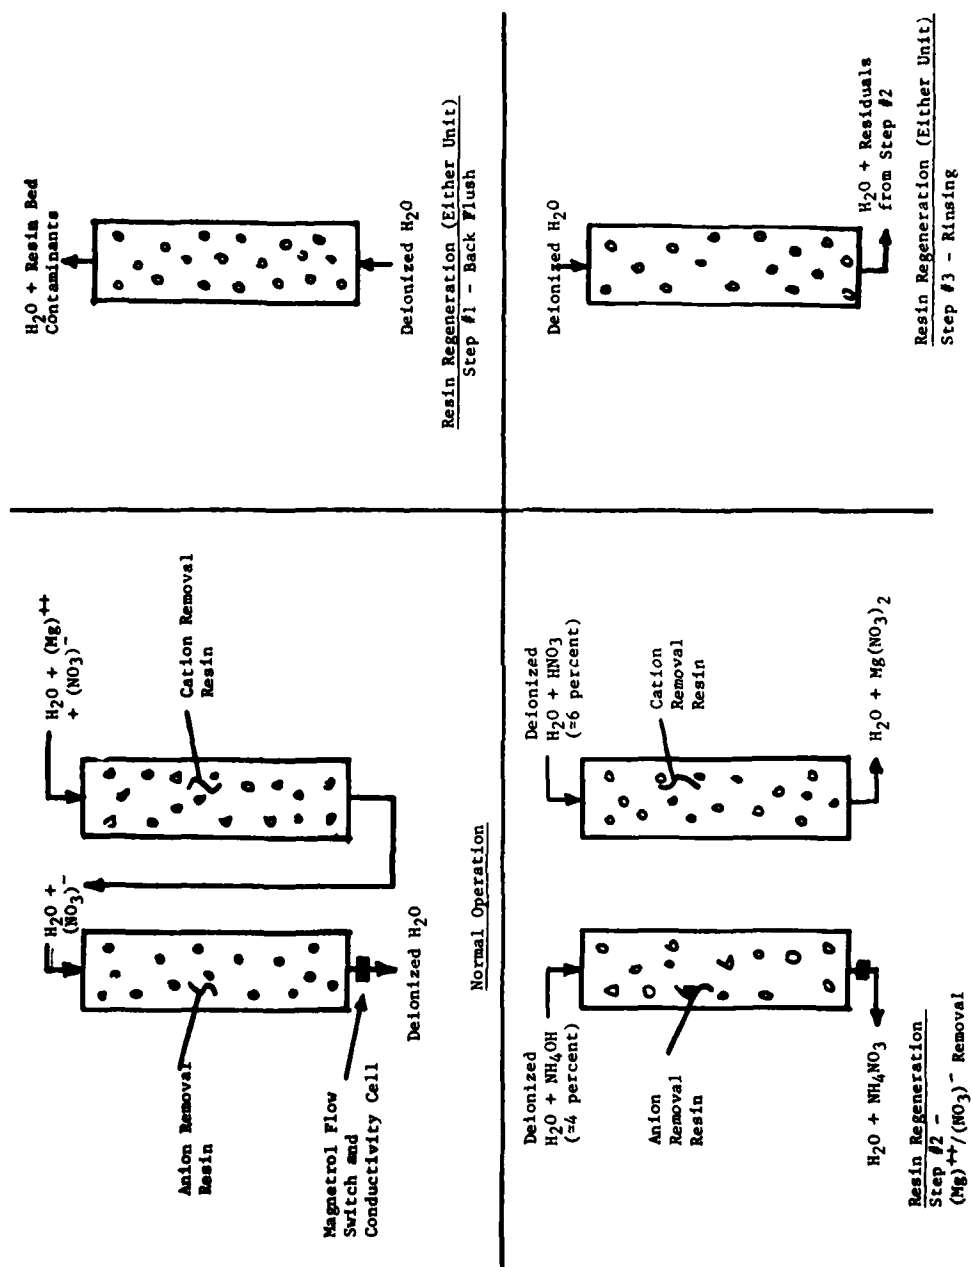 H2O + (Mg)++
+ (NO3)-
H2O +
(NO3)-
Cation Removal
Resin
Anion Removal
Resin
Magnetrol Flow
Switch and
Conductivity Cell
Deionized H2O
Normal Operation
H2O + Resin Bed
Contaminants
Deionized H2O
Resin Regeneration (Either Unit)
Step #1 - Back Flush
Deionized
H2O + NH4OH
(≈4 percent)
Anion
Removal
Resin
H2O + NH4NO3
Deionized
H2O + HNO3
(≈6 percent)
Cation
Removal
Resin
H2O + Mg(NO3)2
Resin Regeneration
Step #2 -
(Mg)++/(NO3)- Removal
Deionized H2O
H2O + Residuals
from Step #2
Resin Regeneration (Either Unit)
Step #3 - Rinsing